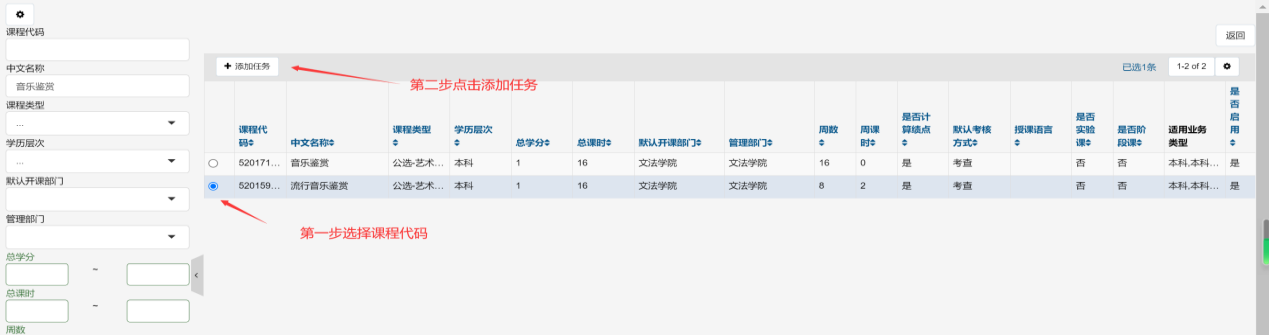 课程代码
返回
中文名称
添加任务
第二步点击添加任务
已选1条
1-2 of 2
音乐鉴赏
课程类型
...
学历层次
...
默认开课部门
管理部门
总学分
~
总课时
~
周数
课程代码 中文名称 课程类型 学历层次 总学分 总课时 默认开课部门 管理部门 周数 周课时 是否计算绩点 默认考核方式 授课语言 是否实验课 是否阶段课 适用业务类型 是否启用
520171... 音乐鉴赏 公选-艺术... 本科 1 16 文法学院 文法学院 16 0 是 考查 否 否 本科,本科... 是
520159... 流行音乐鉴赏 公选-艺术... 本科 1 16 文法学院 文法学院 8 2 是 考查 否 否 本科,本科... 是
第一步选择课程代码